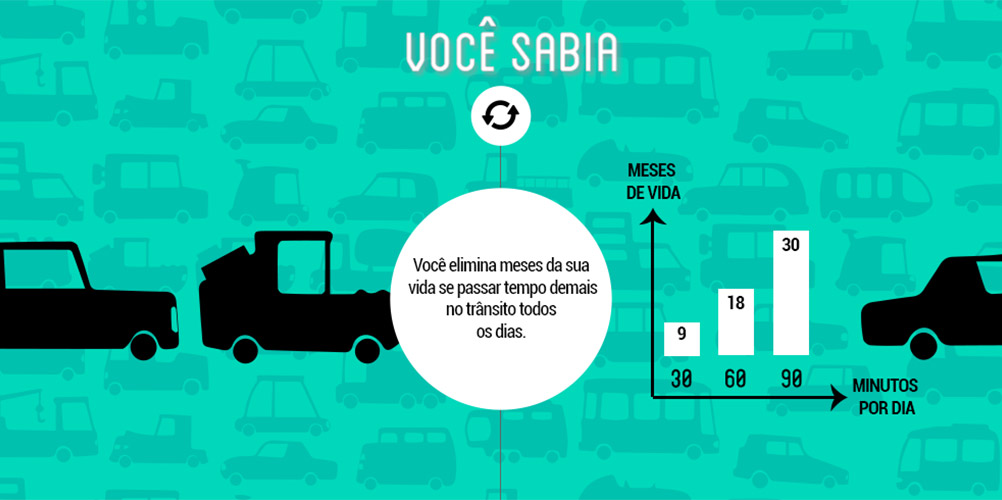 VOCÊ SABIA
Você elimina meses da sua
vida se passar tempo demais
no trânsito todos
os dias.
MESES
DE VIDA
30
18
9
30 60 90
MINUTOS
POR DIA